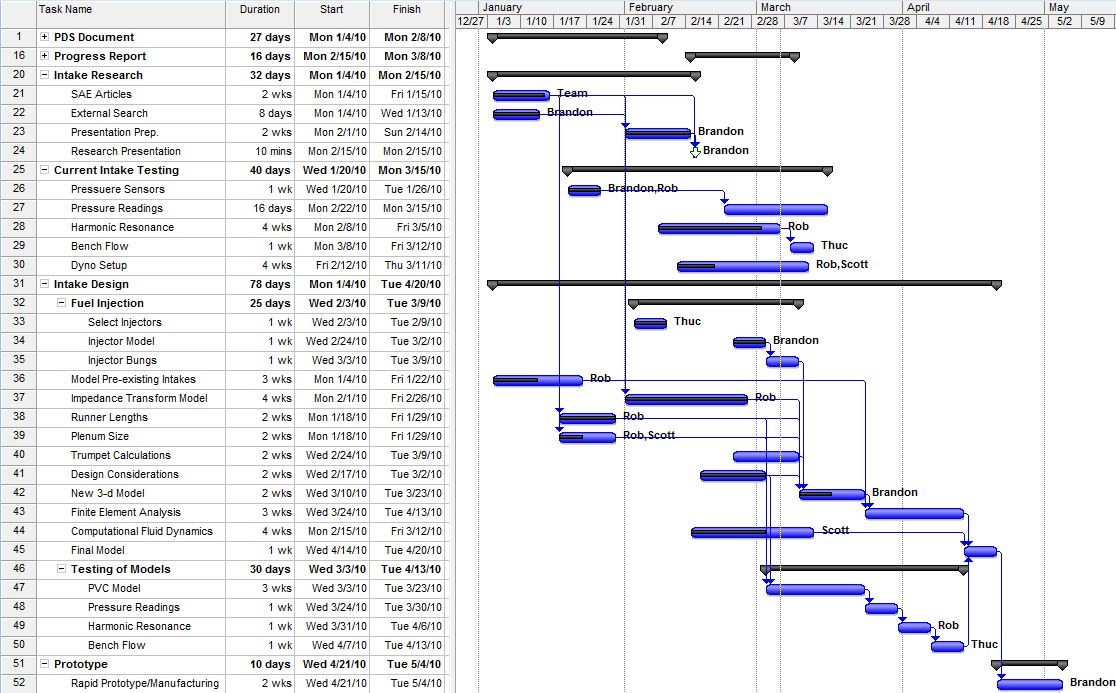 Task Name Duration Start Finish January February March April May
12/27 1/3 1/10 1/17 1/24 1/31 2/7 2/14 2/21 2/28 3/7 3/14 3/21 3/28 4/4 4/11 4/18 4/25 5/2 5/9
1 PDS Document 27 days Mon 1/4/10 Mon 2/8/10
16 Progress Report 16 days Mon 2/15/10 Mon 3/8/10
20 Intake Research 32 days Mon 1/4/10 Mon 2/15/10
21 SAE Articles 2 wks Mon 1/4/10 Fri 1/15/10 Team
22 External Search 8 days Mon 1/4/10 Wed 1/13/10 Brandon
23 Presentation Prep. 2 wks Mon 2/1/10 Sun 2/14/10 Brandon
24 Research Presentation 10 mins Mon 2/15/10 Mon 2/15/10 Brandon
25 Current Intake Testing 40 days Wed 1/20/10 Mon 3/15/10
26 Pressuere Sensors 1 wk Wed 1/20/10 Tue 1/26/10 Brandon,Rob
27 Pressure Readings 16 days Mon 2/22/10 Mon 3/15/10
28 Harmonic Resonance 4 wks Mon 2/8/10 Fri 3/5/10 Rob
29 Bench Flow 1 wk Mon 3/8/10 Fri 3/12/10 Thuc
30 Dyno Setup 4 wks Fri 2/12/10 Thu 3/11/10 Rob,Scott
31 Intake Design 78 days Mon 1/4/10 Tue 4/20/10
32 Fuel Injection 25 days Wed 2/3/10 Tue 3/9/10
33 Select Injectors 1 wk Wed 2/3/10 Tue 2/9/10 Thuc
34 Injector Model 1 wk Wed 2/24/10 Tue 3/2/10 Brandon
35 Injector Bungs 1 wk Wed 3/3/10 Tue 3/9/10
36 Model Pre-existing Intakes 3 wks Mon 1/4/10 Fri 1/22/10 Rob
37 Impedance Transform Model 4 wks Mon 2/1/10 Fri 2/26/10 Rob
38 Runner Lengths 2 wks Mon 1/18/10 Fri 1/29/10 Rob
39 Plenum Size 2 wks Mon 1/18/10 Fri 1/29/10 Rob,Scott
40 Trumpet Calculations 2 wks Wed 2/24/10 Tue 3/9/10
41 Design Considerations 2 wks Wed 2/17/10 Tue 3/2/10
42 New 3-d Model 2 wks Wed 3/10/10 Tue 3/23/10 Brandon
43 Finite Element Analysis 3 wks Wed 3/24/10 Tue 4/13/10
44 Computational Fluid Dynamics 4 wks Mon 2/15/10 Fri 3/12/10 Scott
45 Final Model 1 wk Wed 4/14/10 Tue 4/20/10
46 Testing of Models 30 days Wed 3/3/10 Tue 4/13/10
47 PVC Model 3 wks Wed 3/3/10 Tue 3/23/10
48 Pressure Readings 1 wk Wed 3/24/10 Tue 3/30/10
49 Harmonic Resonance 1 wk Wed 3/31/10 Tue 4/6/10 Rob
50 Bench Flow 1 wk Wed 4/7/10 Tue 4/13/10 Thuc
51 Prototype 10 days Wed 4/21/10 Tue 5/4/10
52 Rapid Prototype/Manufacturing 2 wks Wed 4/21/10 Tue 5/4/10 Brandon